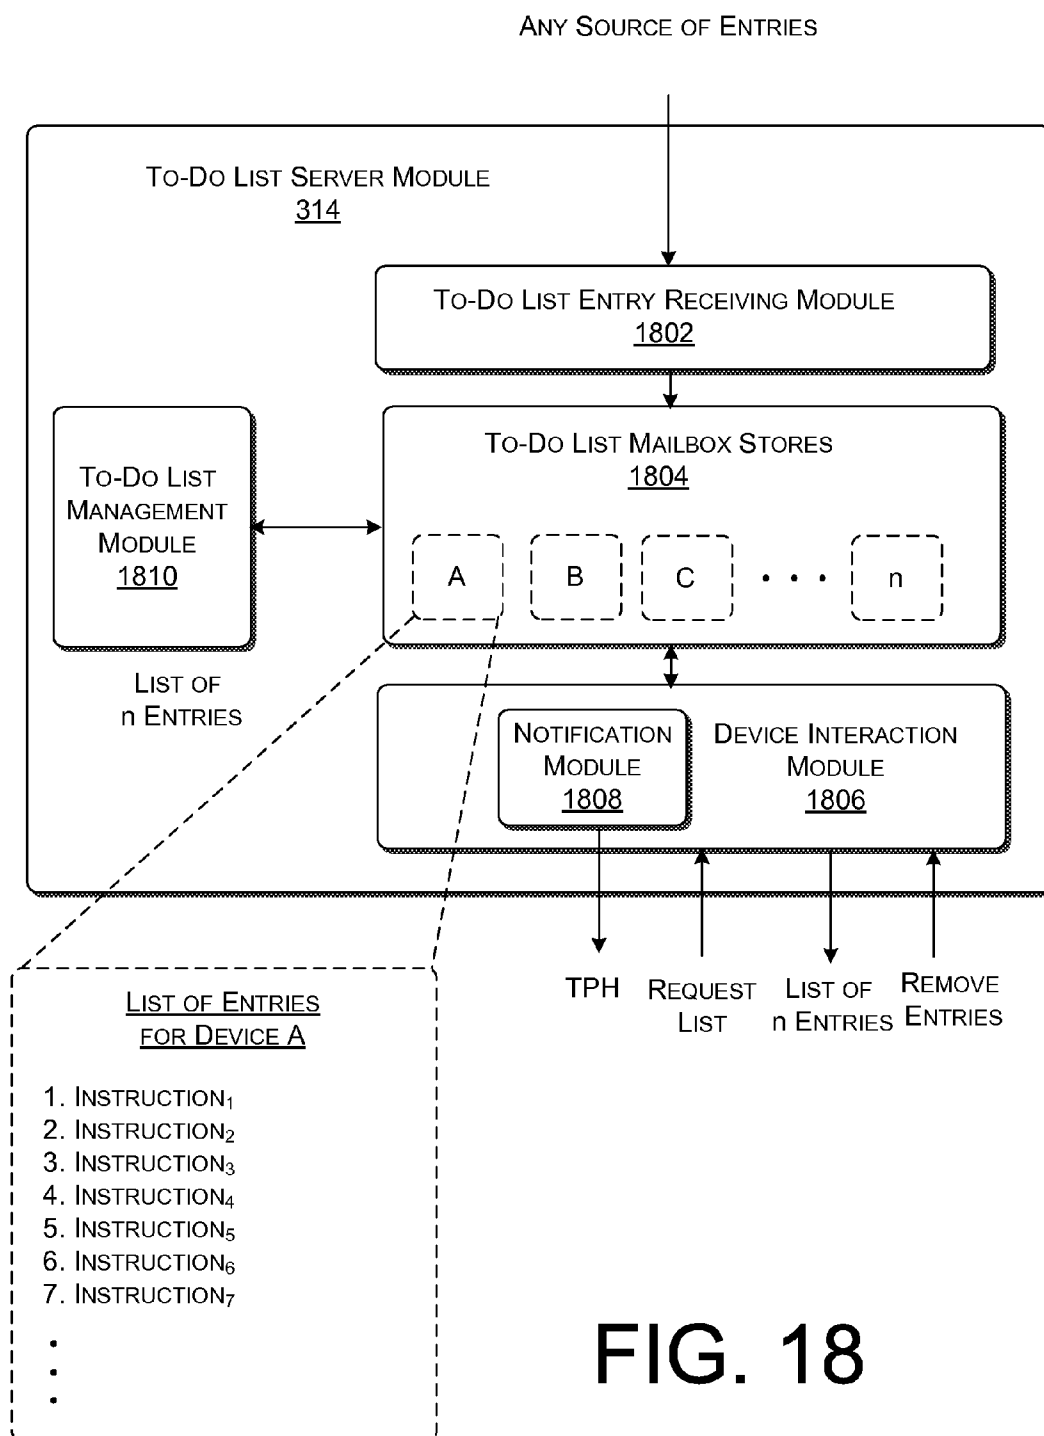 ANY SOURCE OF ENTRIES
TO-DO LIST SERVER MODULE
314
TO-DO LIST ENTRY RECEIVING MODULE
1802
TO-DO LIST MAILBOX STORES
1804
A B C • • • n
TO-DO LIST
MANAGEMENT
MODULE
1810
LIST OF
n ENTRIES
NOTIFICATION
MODULE
1808
DEVICE INTERACTION
MODULE
1806
TPH
REQUEST
LIST
LIST OF
n ENTRIES
REMOVE
ENTRIES
LIST OF ENTRIES
FOR DEVICE A
1. INSTRUCTION₁
2. INSTRUCTION₂
3. INSTRUCTION₃
4. INSTRUCTION₄
5. INSTRUCTION₅
6. INSTRUCTION₆
7. INSTRUCTION₇
•
•
•
FIG. 18